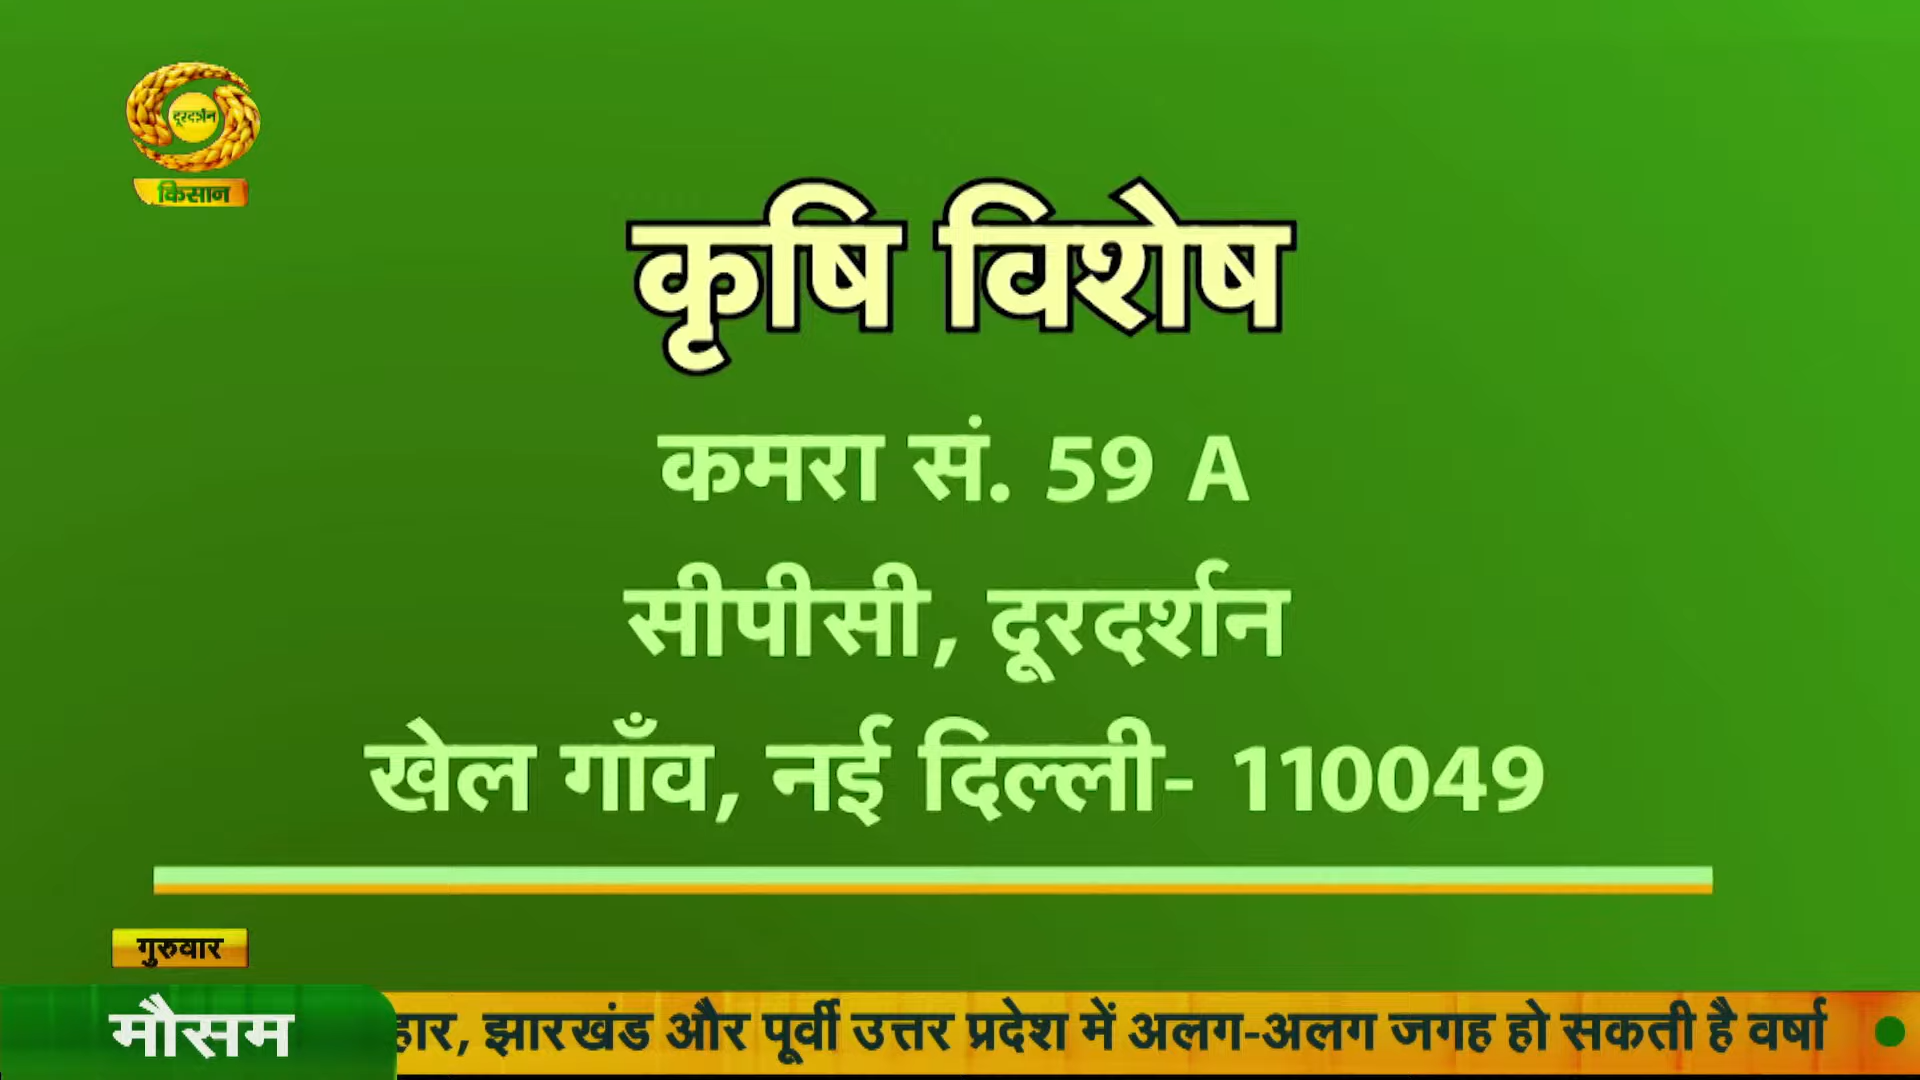 दूरदर्शन
किसान
कृषि विशेष
कमरा सं. 59 A
सीपीसी, दूरदर्शन
खेल गाँव, नई दिल्ली- 110049
गुरुवार
मौसम
हार, झारखंड और पूर्वी उत्तर प्रदेश में अलग-अलग जगह हो सकती है वर्षा